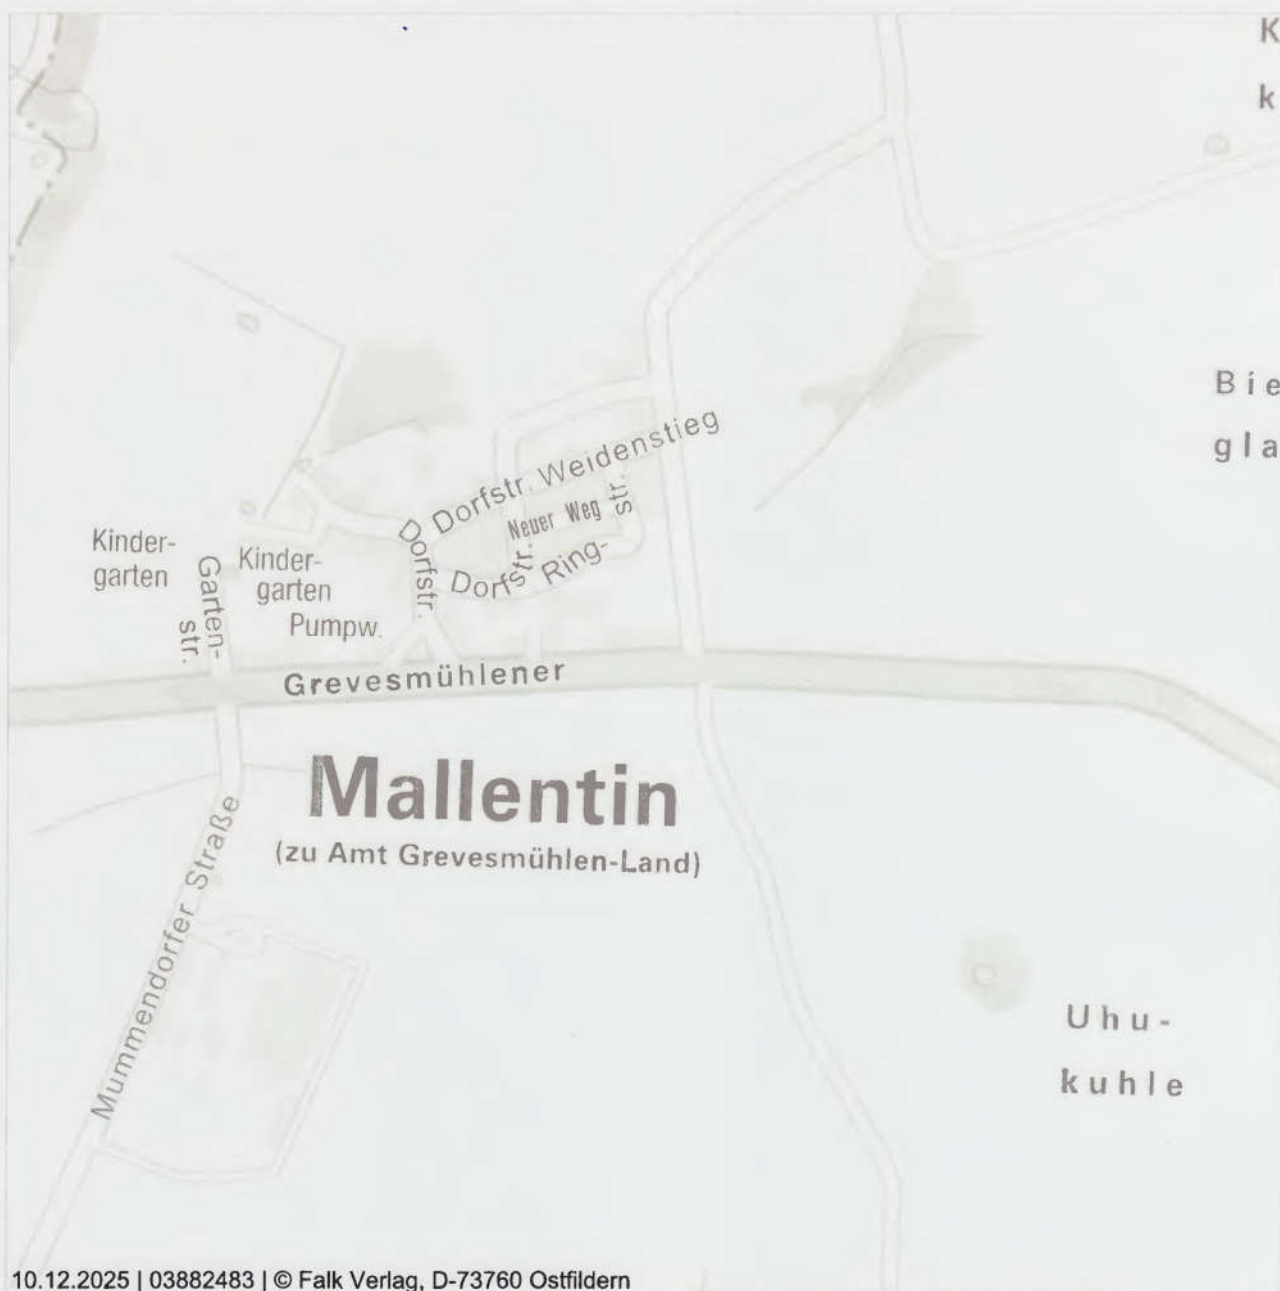 K
k
Bie
gla
Weidenstieg
Dorfstr.
Neuer Weg
Ring-
str.
Dorfstr.
Dorfstr.
Kinder-
garten
Garten-
str.
Kinder-
garten
Pumpw.
Grevesmühlener
Mallentin
(zu Amt Grevesmühlen-Land)
Mummendorfer Straße
Uhu-
kuhle
10.12.2025 | 03882483 | © Falk Verlag, D-73760 Ostfildern